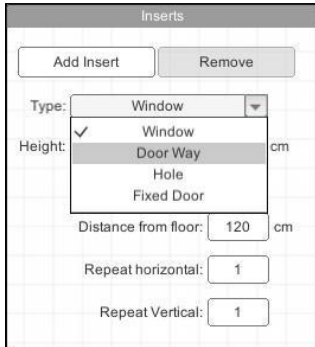 Inserts
Add Insert Remove
Type: Window
Window
Height: Door Way cm
Hole
Fixed Door
Distance from floor: 120 cm
Repeat horizontal: 1
Repeat Vertical: 1